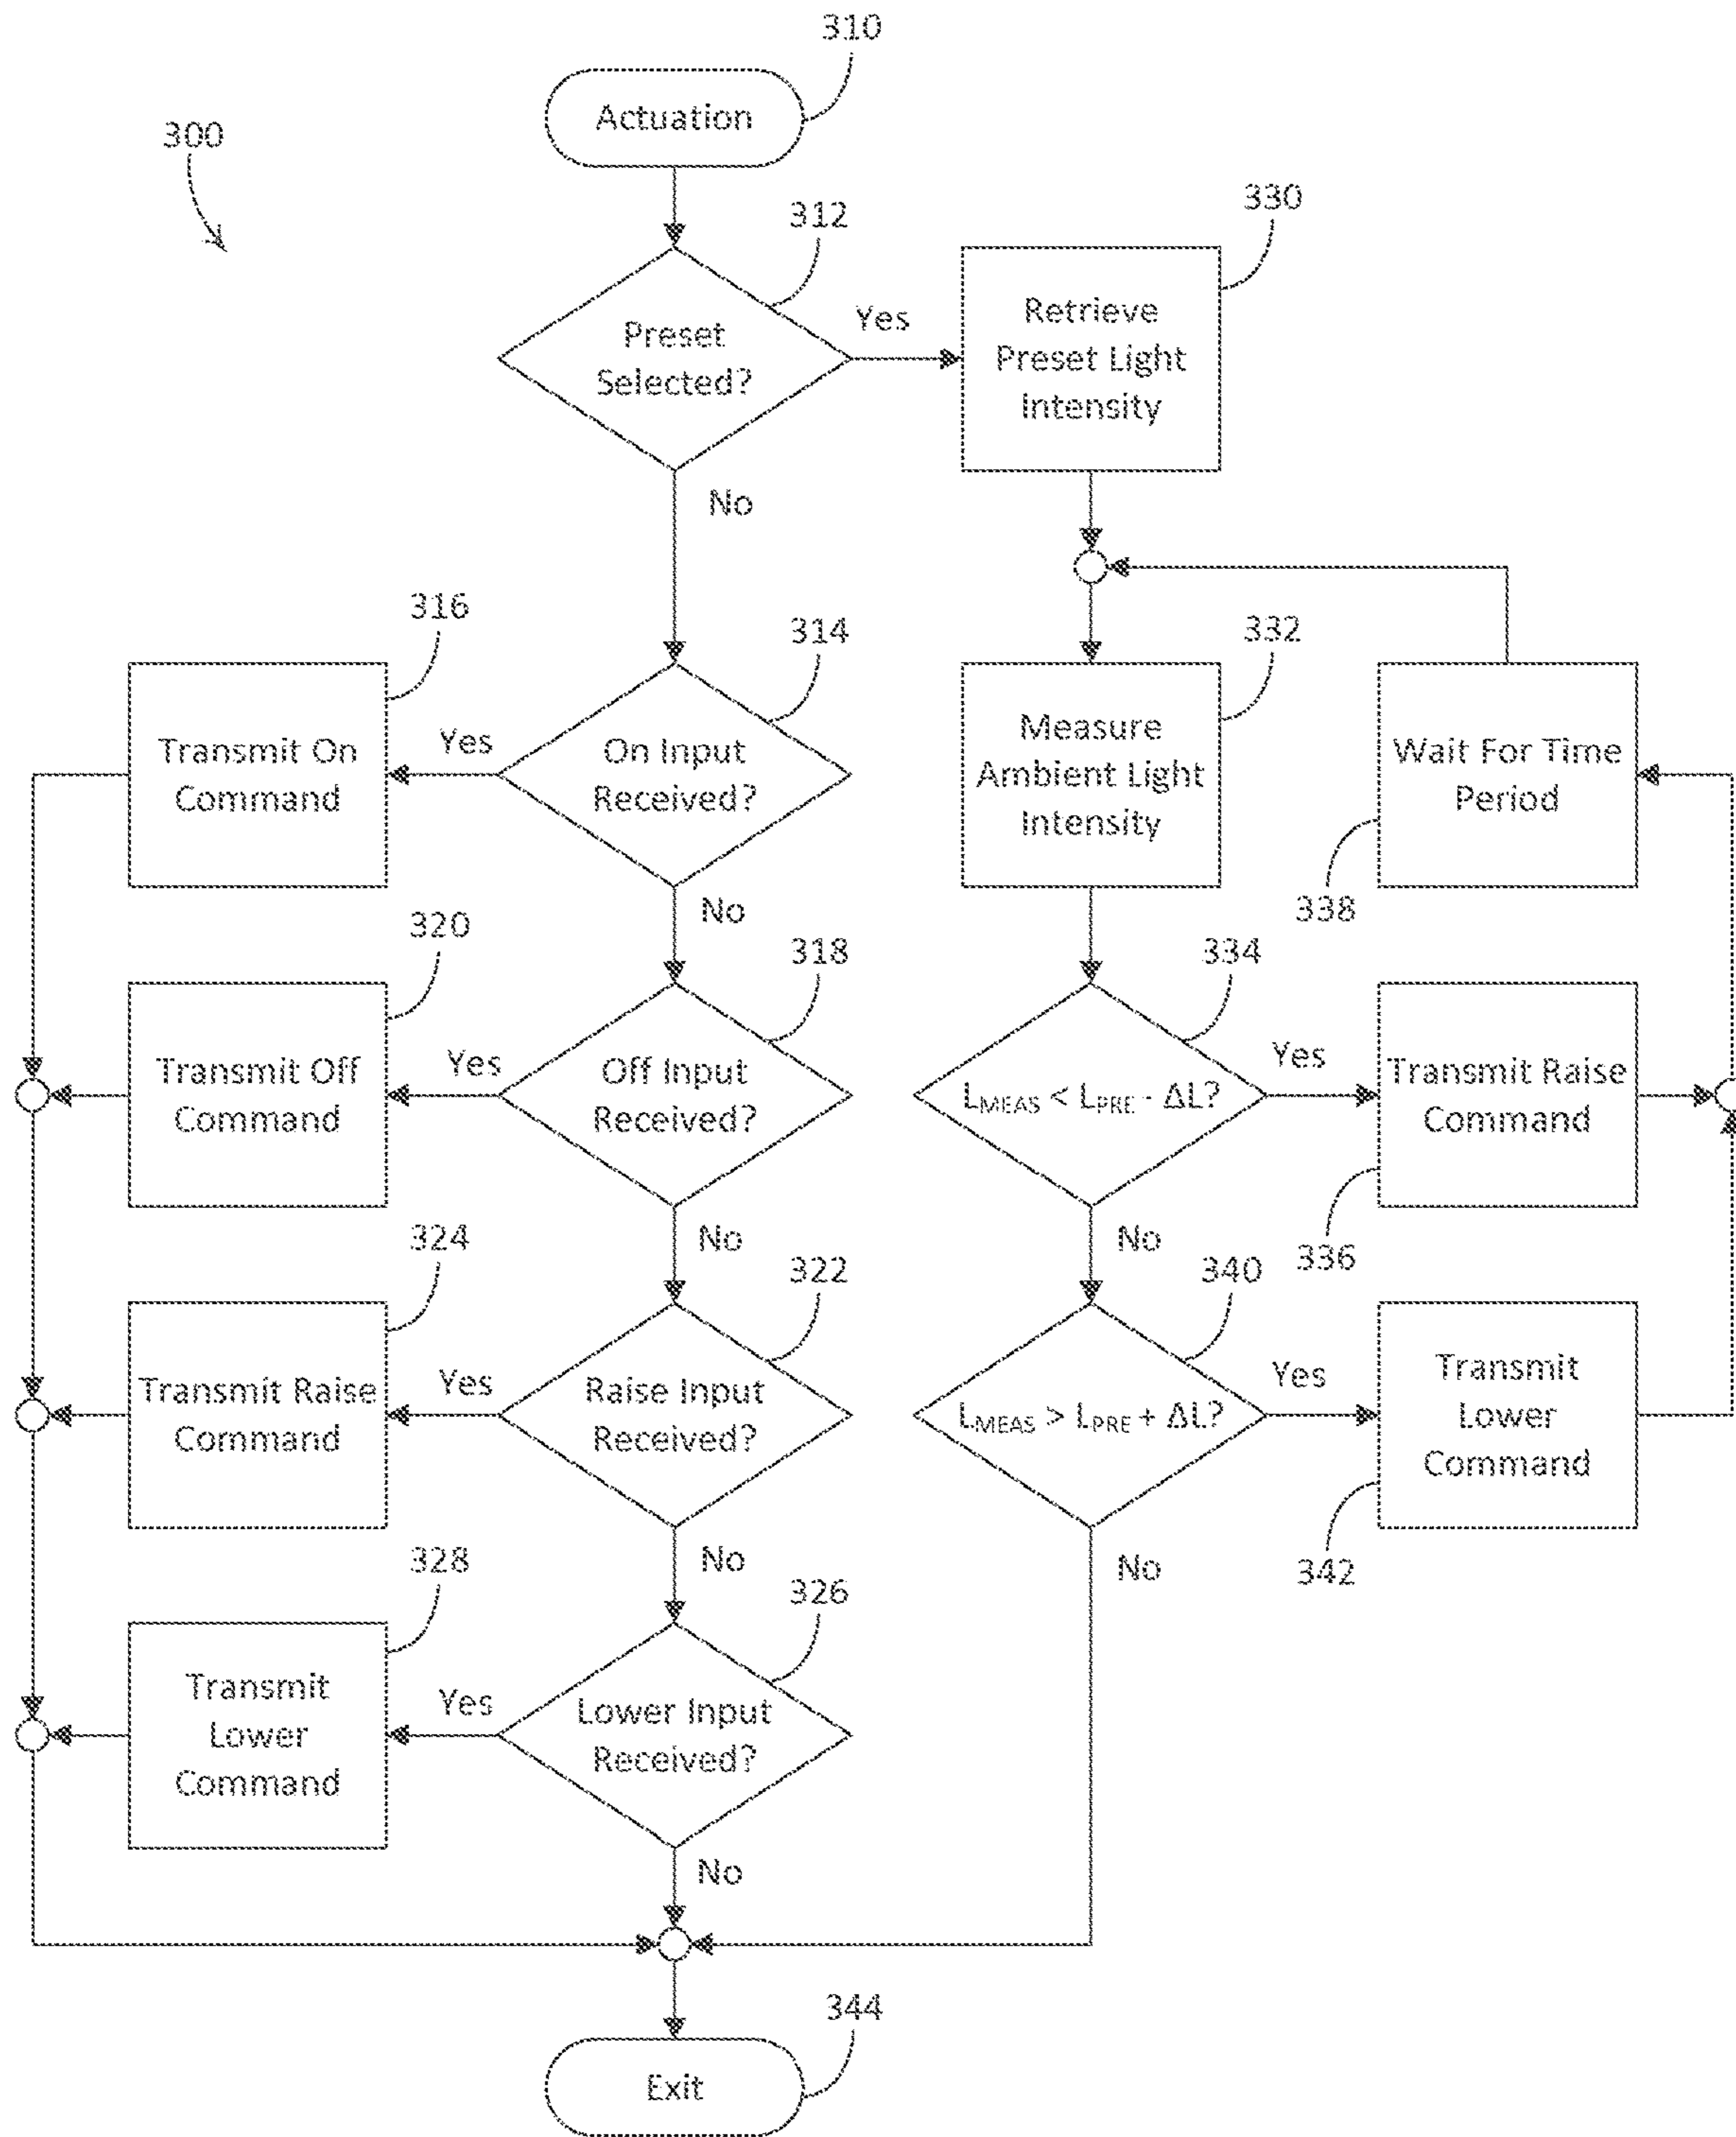 310
Actuation
300
312
330
Preset
Selected?
Yes
Retrieve
Preset Light
Intensity
No
316
314
332
Transmit On
Command
Yes
On Input
Received?
Measure
Ambient Light
Intensity
Wait For Time
Period
338
No
320
318
334
Transmit Off
Command
Yes
Off Input
Received?
L_MEAS < L_PRE - ΔL?
Yes
Transmit Raise
Command
336
No
No
324
322
340
Transmit Raise
Command
Yes
Raise Input
Received?
L_MEAS > L_PRE + ΔL?
Yes
Transmit
Lower
Command
342
No
No
328
326
Transmit
Lower
Command
Yes
Lower Input
Received?
No
344
Exit